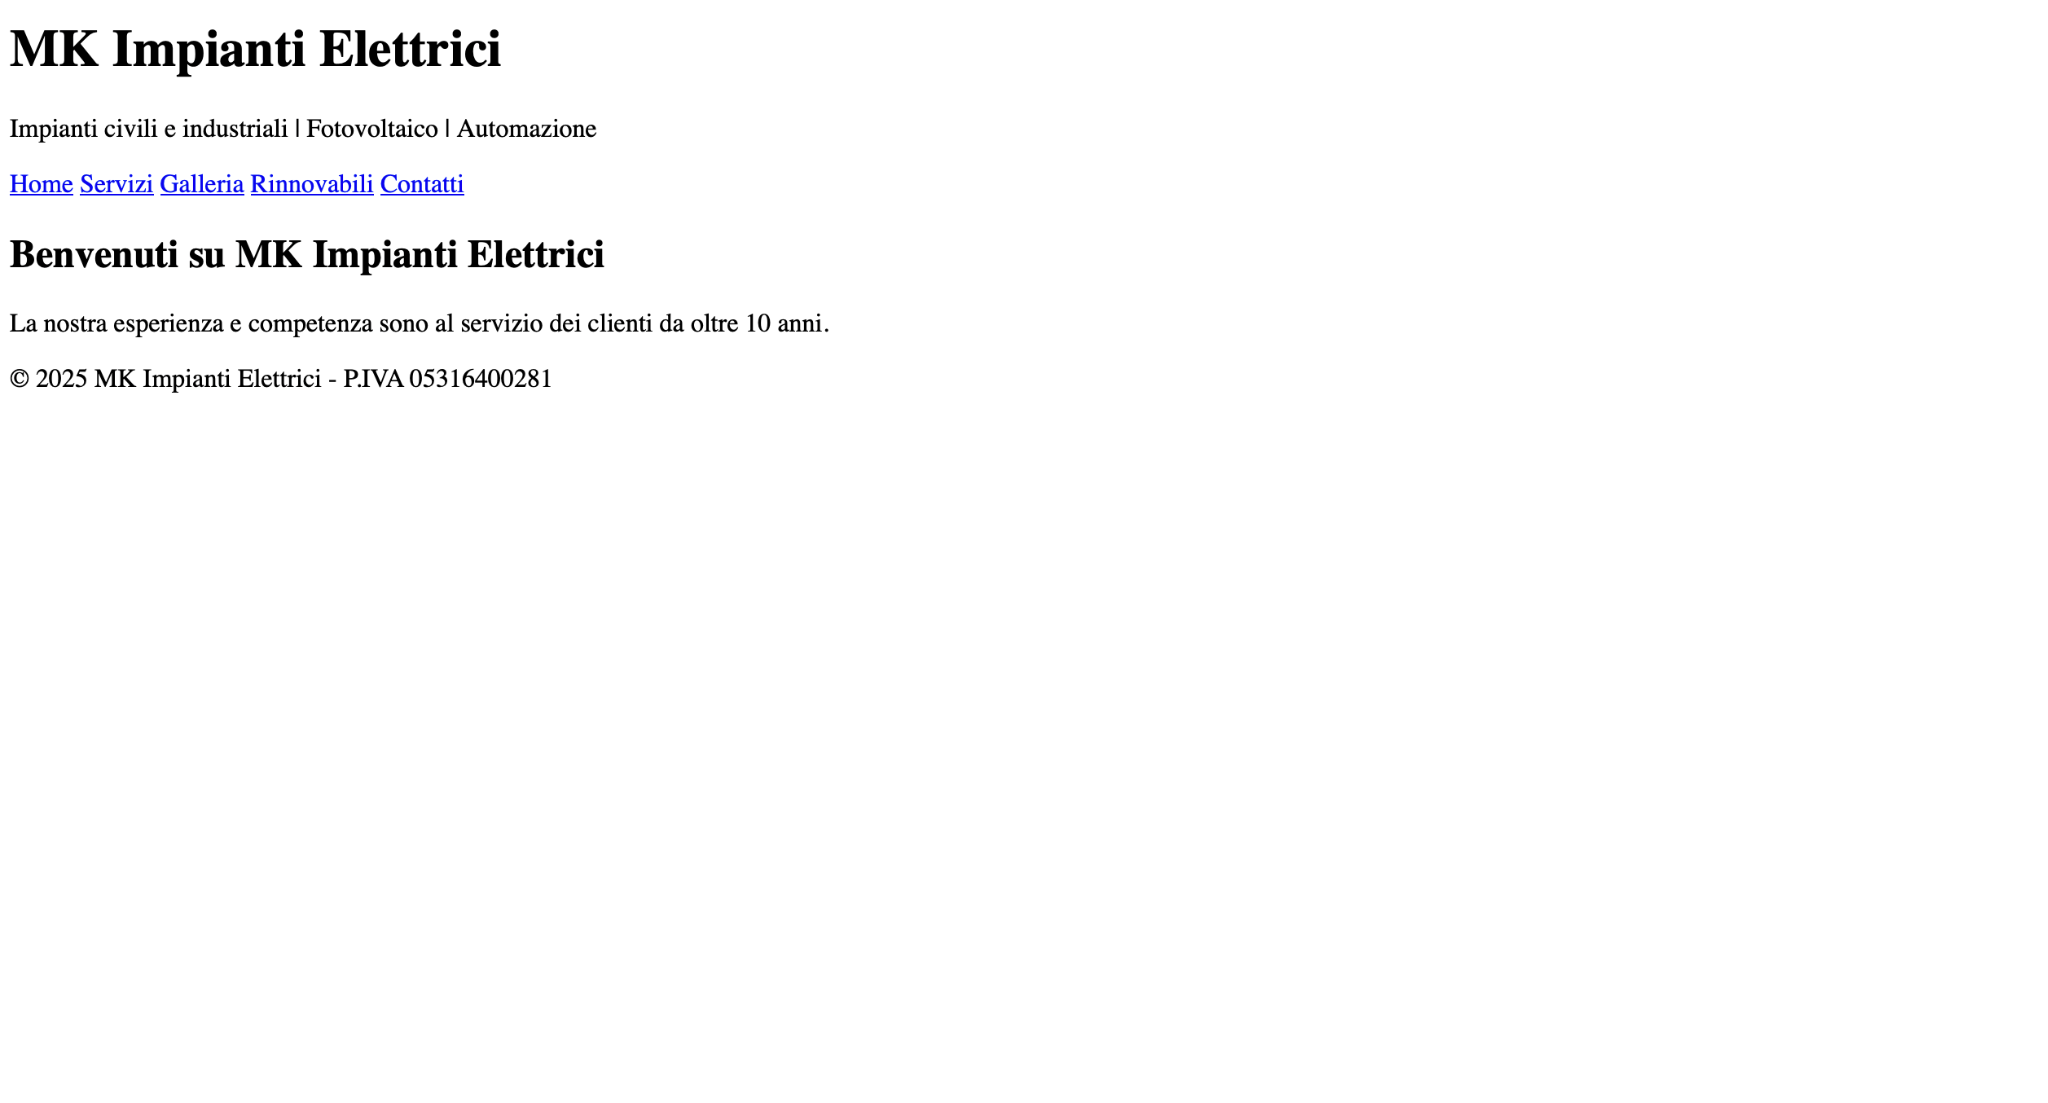 MK Impianti Elettrici
Impianti civili e industriali | Fotovoltaico | Automazione
Home Servizi Galleria Rinnovabili Contatti
Benvenuti su MK Impianti Elettrici
La nostra esperienza e competenza sono al servizio dei clienti da oltre 10 anni.
© 2025 MK Impianti Elettrici - P.IVA 05316400281